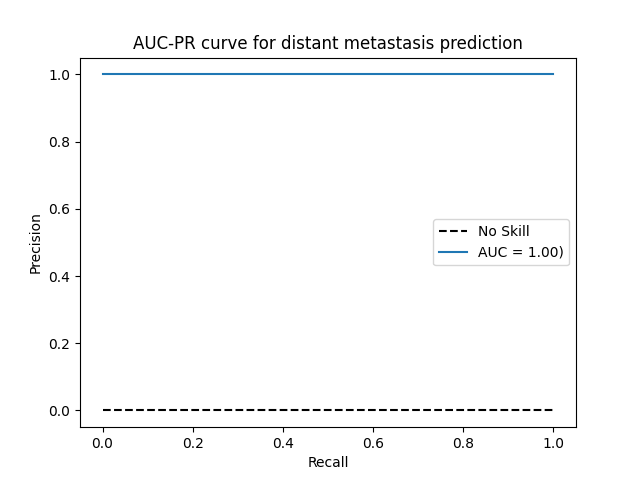 AUC-PR curve for distant metastasis prediction
1.0
0.8
0.6
0.4
0.2
0.0
Precision
No Skill
AUC = 1.00)
0.0 0.2 0.4 0.6 0.8 1.0
Recall